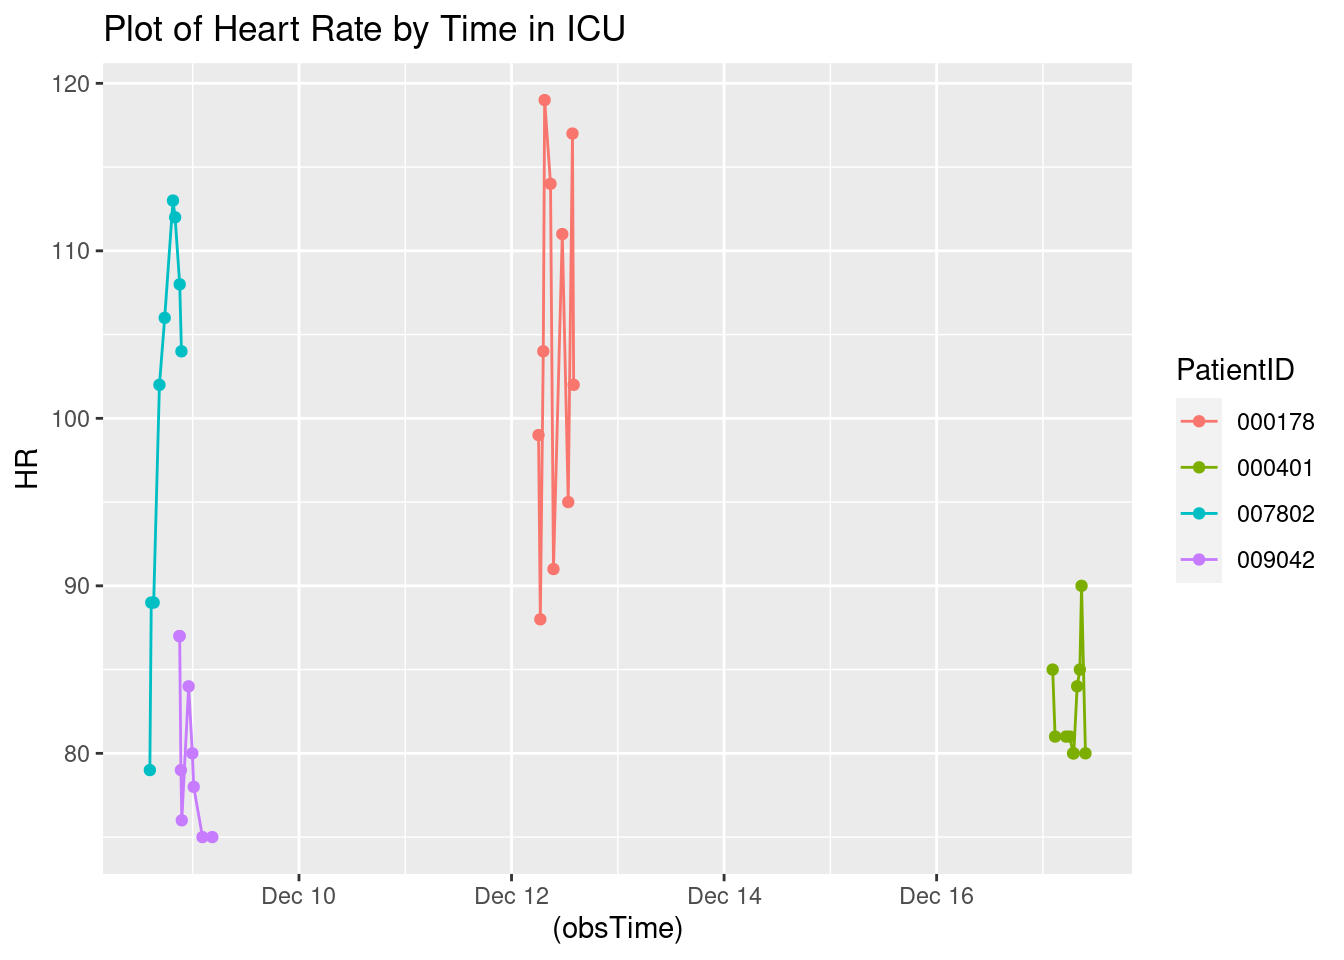 Plot of Heart Rate by Time in ICU
120
110
100
90
80
HR
Dec 10
Dec 12
Dec 14
Dec 16
(obsTime)
PatientID
000178
000401
007802
009042